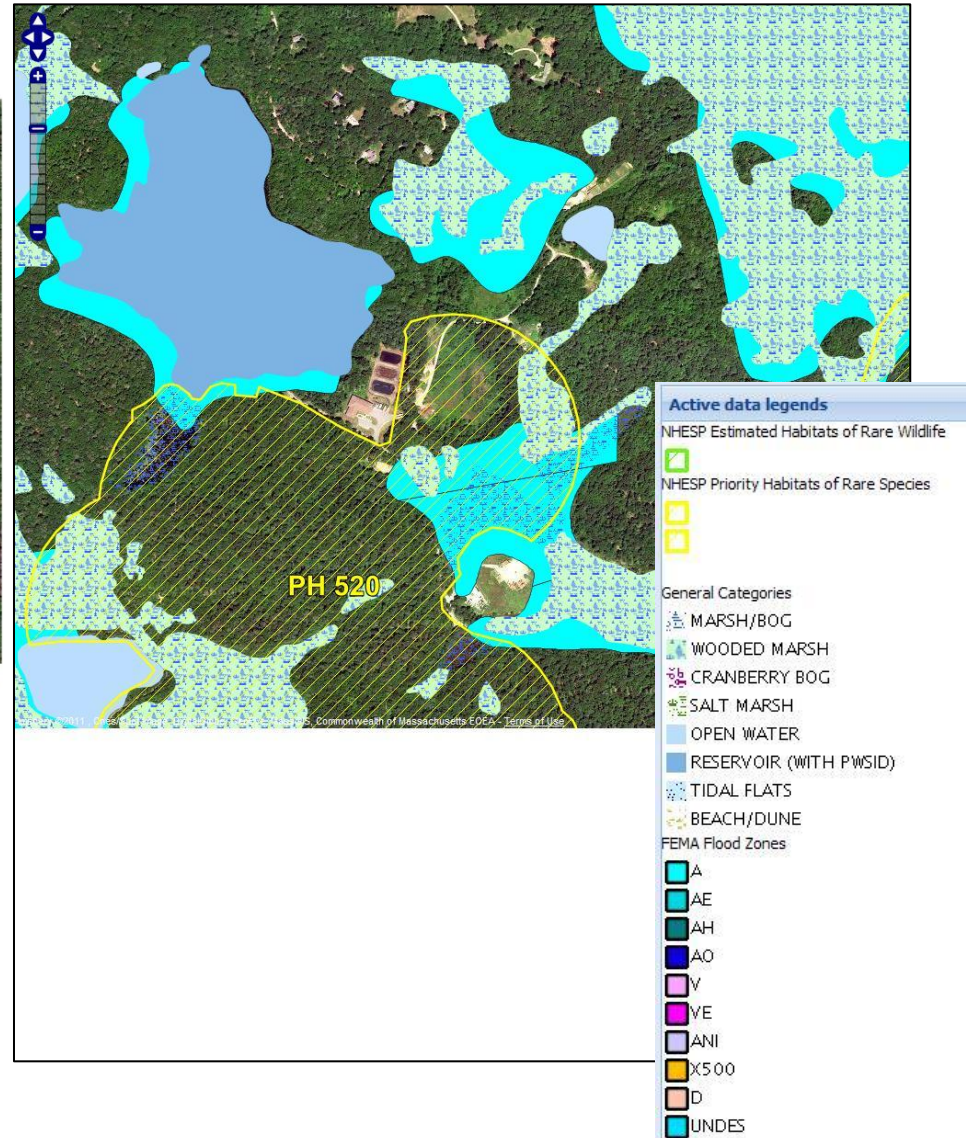 PH 520
Commonwealth of Massachusetts EOEA - Terms of Use
Active data legends
NHESP Estimated Habitats of Rare Wildlife
NHESP Priority Habitats of Rare Species
General Categories
MARSH/BOG
WOODED MARSH
CRANBERRY BOG
SALT MARSH
OPEN WATER
RESERVOIR (WITH PWSID)
TIDAL FLATS
BEACH/DUNE
FEMA Flood Zones
A
AE
AH
AO
V
VE
ANI
X500
D
UNDES